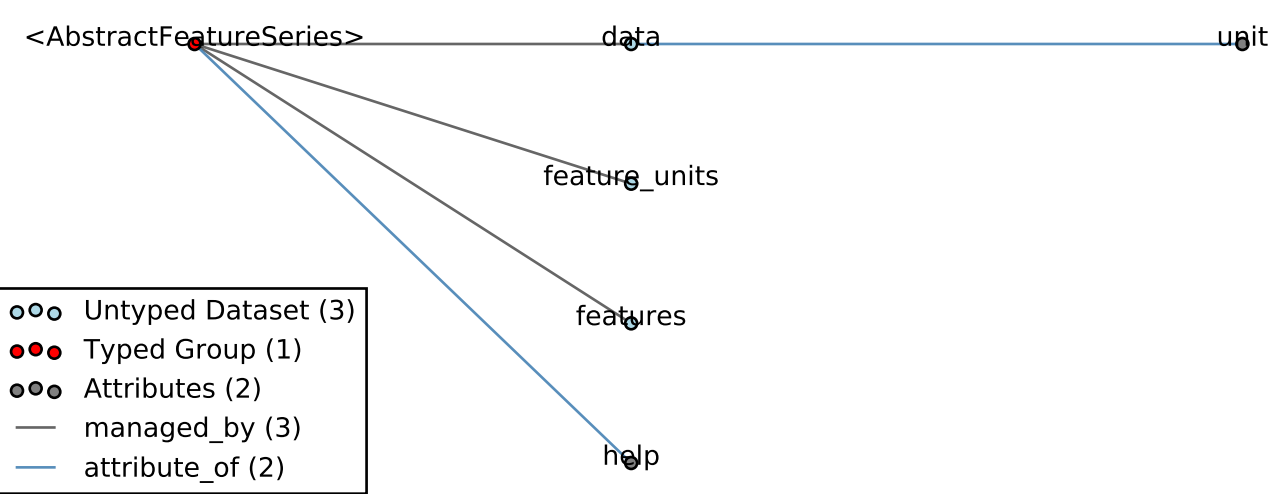 <AbstractFeatureSeries>
data
unit
feature_units
features
help
Untyped Dataset (3)
Typed Group (1)
Attributes (2)
managed_by (3)
attribute_of (2)